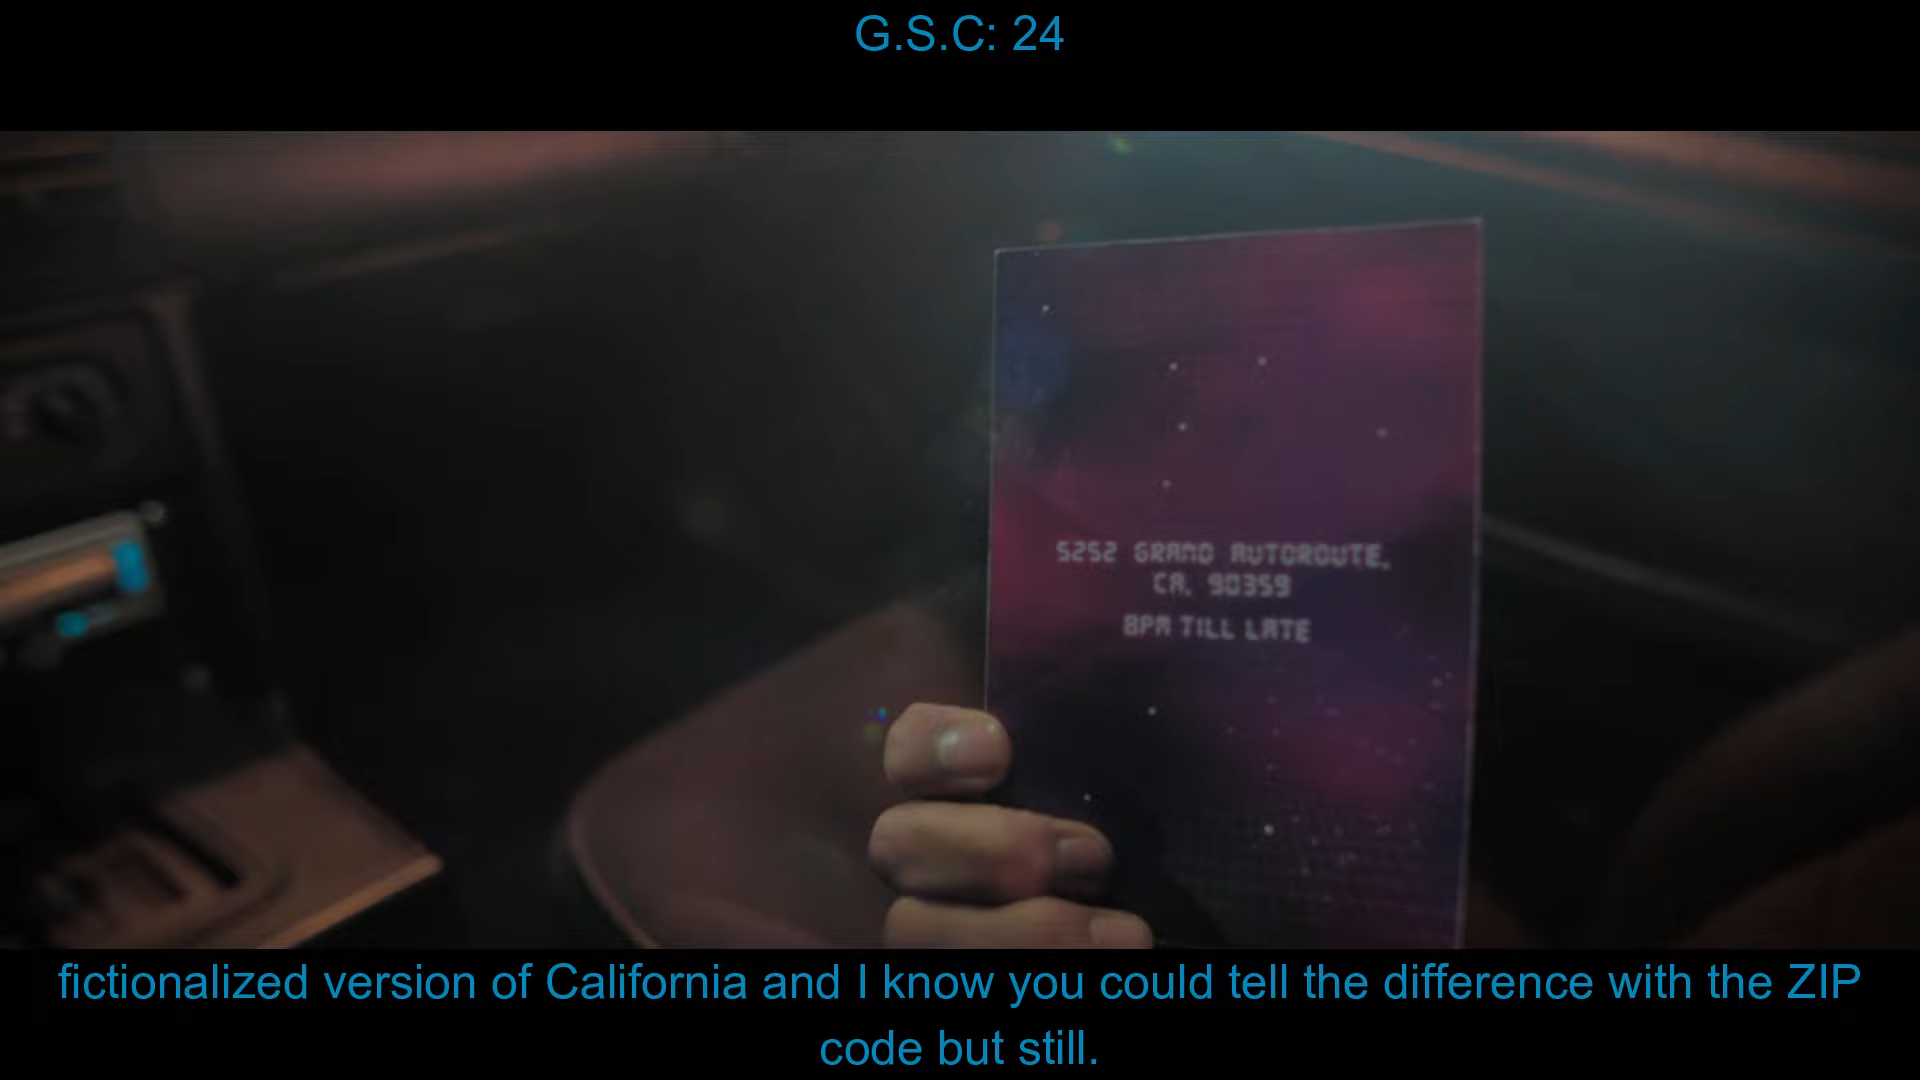 G.S.C: 24
5252 GRAND AUTOROUTE.
CA. 90359
8PM TILL LATE
fictionalized version of California and I know you could tell the difference with the ZIP
code but still.